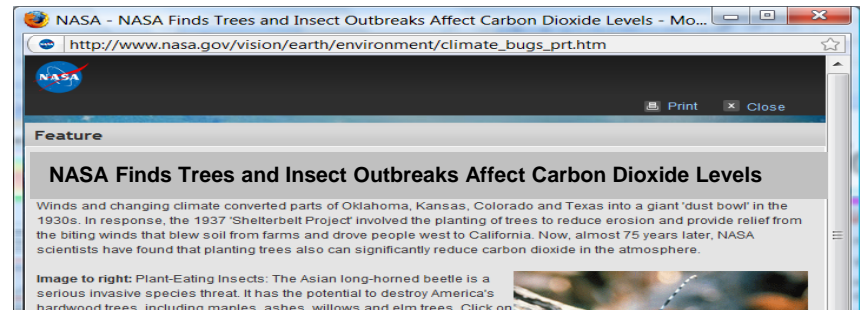 NASA - NASA Finds Trees and Insect Outbreaks Affect Carbon Dioxide Levels - Mo...
http://www.nasa.gov/vision/earth/environment/climate_bugs_prt.htm
NASA
Print Close
Feature
NASA Finds Trees and Insect Outbreaks Affect Carbon Dioxide Levels
Winds and changing climate converted parts of Oklahoma, Kansas, Colorado and Texas into a giant 'dust bowl' in the
1930s. In response, the 1937 'Shelterbelt Project' involved the planting of trees to reduce erosion and provide relief from
the biting winds that blew soil from farms and drove people west to California. Now, almost 75 years later, NASA
scientists have found that planting trees also can significantly reduce carbon dioxide in the atmosphere.
Image to right: Plant-Eating Insects: The Asian long-horned beetle is a
serious invasive species threat. It has the potential to destroy America's
hardwood trees, including maples, ashes, willows and elm trees. Click on